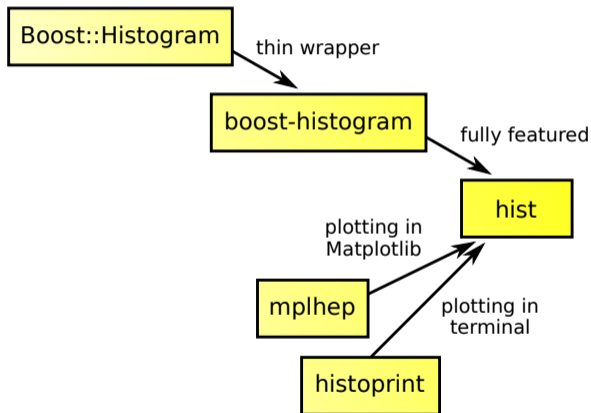 Boost::Histogram
thin wrapper
boost-histogram
fully featured
hist
plotting in
Matplotlib
mplhep
plotting in
terminal
histoprint